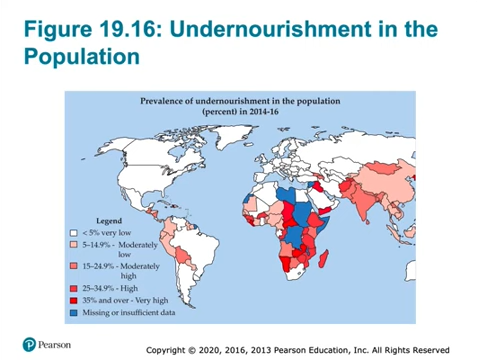 Figure 19.16: Undernourishment in the
Population
Prevalence of undernourishment in the population
(percent) in 2014-16
Legend
< 5% very low
5–14.9% - Moderately
low
15–24.9% - Moderately
high
25–34.9% - High
35% and over - Very high
Missing or insufficient data
Pearson
Copyright © 2020, 2016, 2013 Pearson Education, Inc. All Rights Reserved